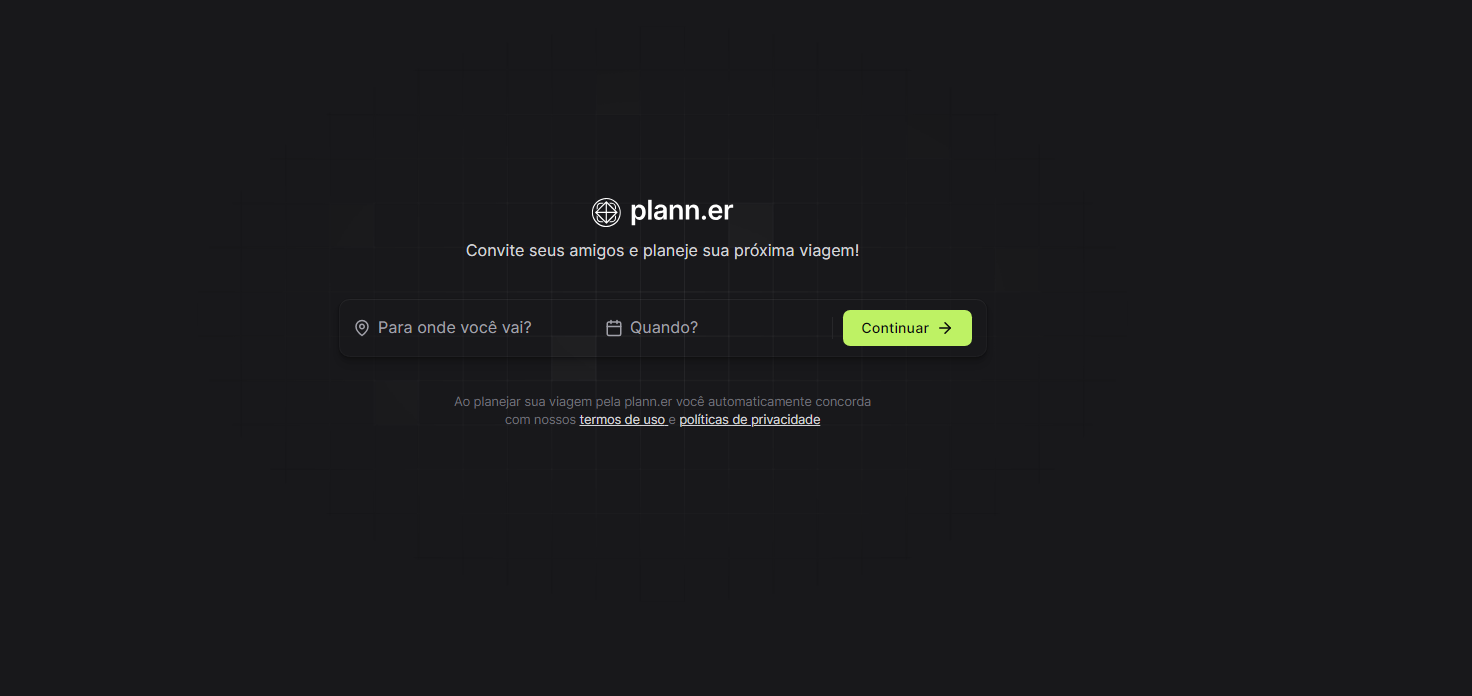 plann.er
Convite seus amigos e planeje sua próxima viagem!
Para onde você vai? Quando? Continuar
Ao planejar sua viagem pela plann.er você automaticamente concorda
com nossos termos de uso e políticas de privacidade